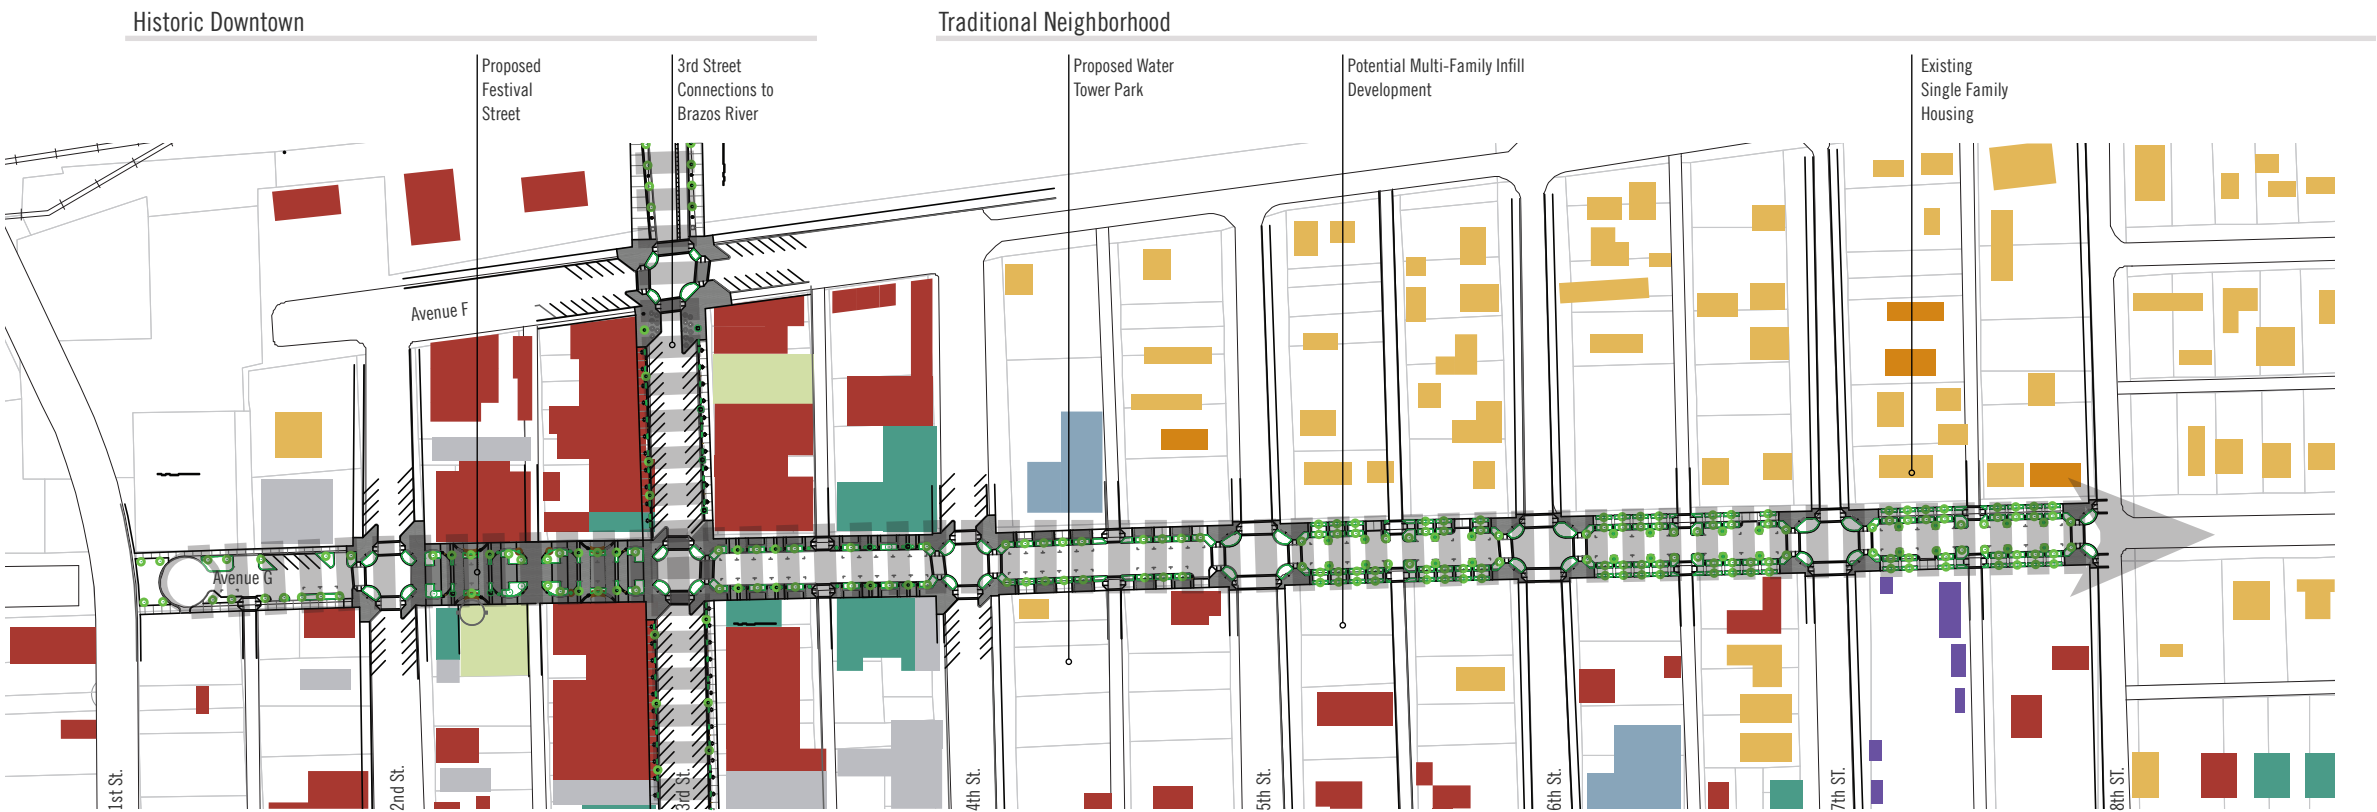 Historic Downtown
Traditional Neighborhood
Proposed
Festival
Street
3rd Street
Connections to
Brazos River
Proposed Water
Tower Park
Potential Multi-Family Infill
Development
Existing
Single Family
Housing
Avenue F
Avenue G
1st St.
2nd St.
3rd St.
4th St.
5th St.
6th St.
7th ST.
8th ST.